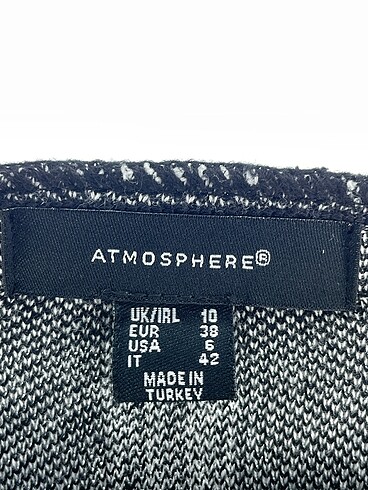 ATMOSPHERE®
UK/IRL 10
EUR 38
USA 6
IT 42
MADE IN
TURKEY